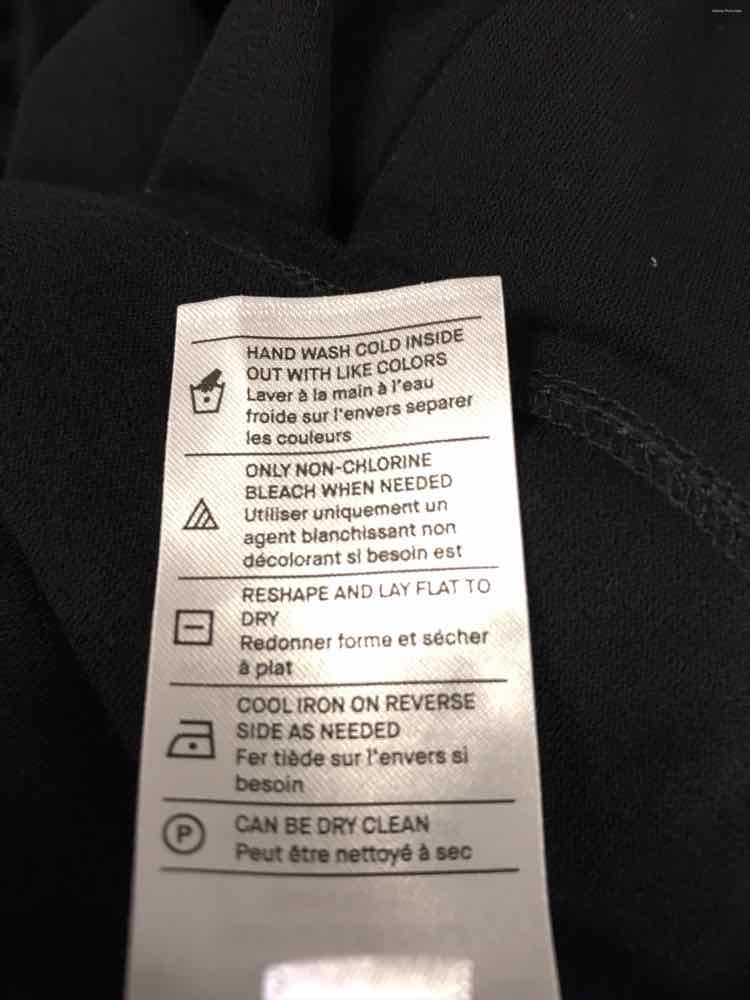 HAND WASH COLD INSIDE
OUT WITH LIKE COLORS
Laver à la main à l'eau
froide sur l'envers separer
les couleurs
ONLY NON-CHLORINE
BLEACH WHEN NEEDED
Utiliser uniquement un
agent blanchissant non
décolorant si besoin est
RESHAPE AND LAY FLAT TO
DRY
Redonner forme et sécher
à plat
COOL IRON ON REVERSE
SIDE AS NEEDED
Fer tiède sur l'envers si
besoin
P
CAN BE DRY CLEAN
Peut être nettoyé à sec